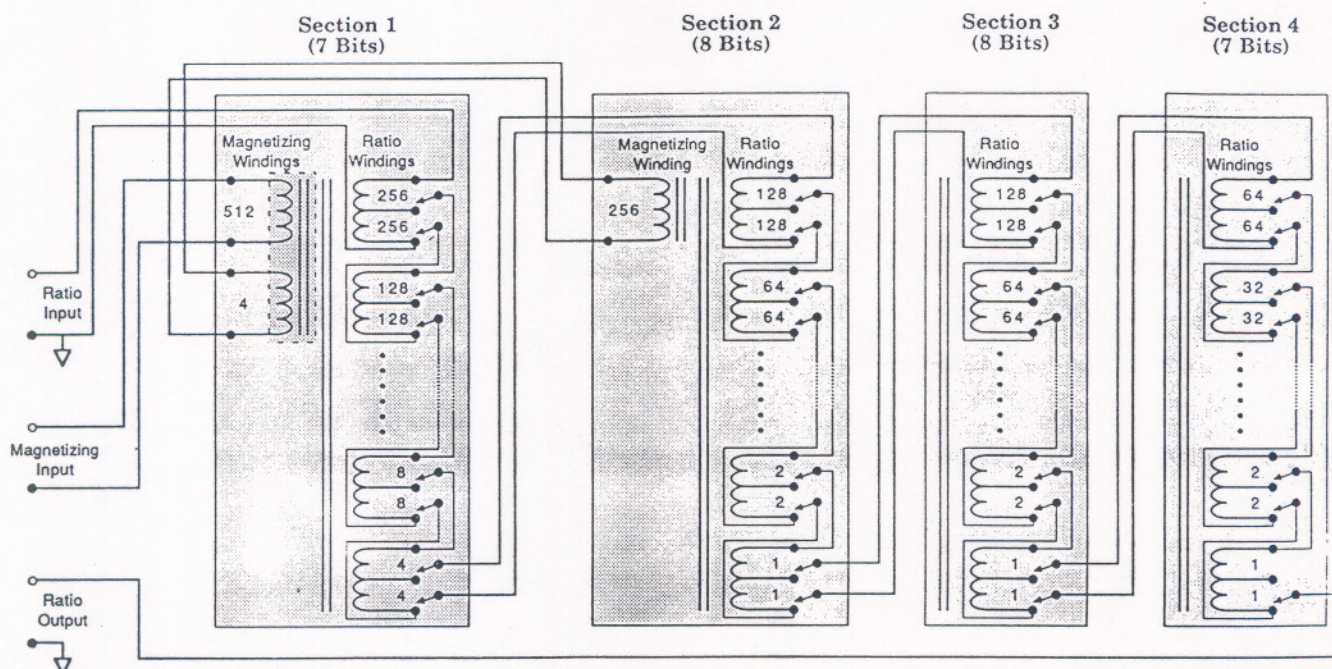 Section 1
(7 Bits)
Section 2
(8 Bits)
Section 3
(8 Bits)
Section 4
(7 Bits)
Magnetizing
Windings
Ratio
Windings
512
4
256
256
128
128
8
8
4
4
Magnetizing
Winding
Ratio
Windings
256
128
128
64
64
2
2
1
1
Ratio
Windings
128
128
64
64
2
2
1
1
Ratio
Windings
64
64
32
32
2
2
1
1
Ratio
Input
Magnetizing
Input
Ratio
Output